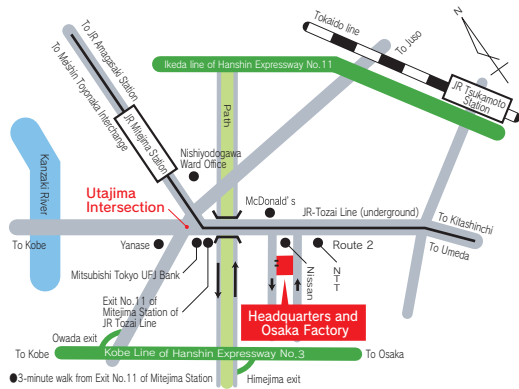 Tokaido line
To Juso
N
To JR Amagasaki Station
To Meishin Toyonaka Interchange
Ikeda line of Hanshin Expressway No.11
JR Tsukamoto
Station
JR Mitejima Station
Path
Kanzaki River
Nishiyodogawa
Ward Office
Utajima
Intersection
McDonald's
JR-Tozai Line (underground)
To Kitashinchi
To Kobe
Yanase
Route 2
To Umeda
Mitsubishi Tokyo UFJ Bank
Nissan
NTT
Exit No.11 of
Mitejima Station of
JR Tozai Line
Headquarters and
Osaka Factory
Owada exit
To Kobe
Kobe Line of Hanshin Expressway No.3
To Osaka
●3-minute walk from Exit No.11 of Mitejima Station
Himejima exit